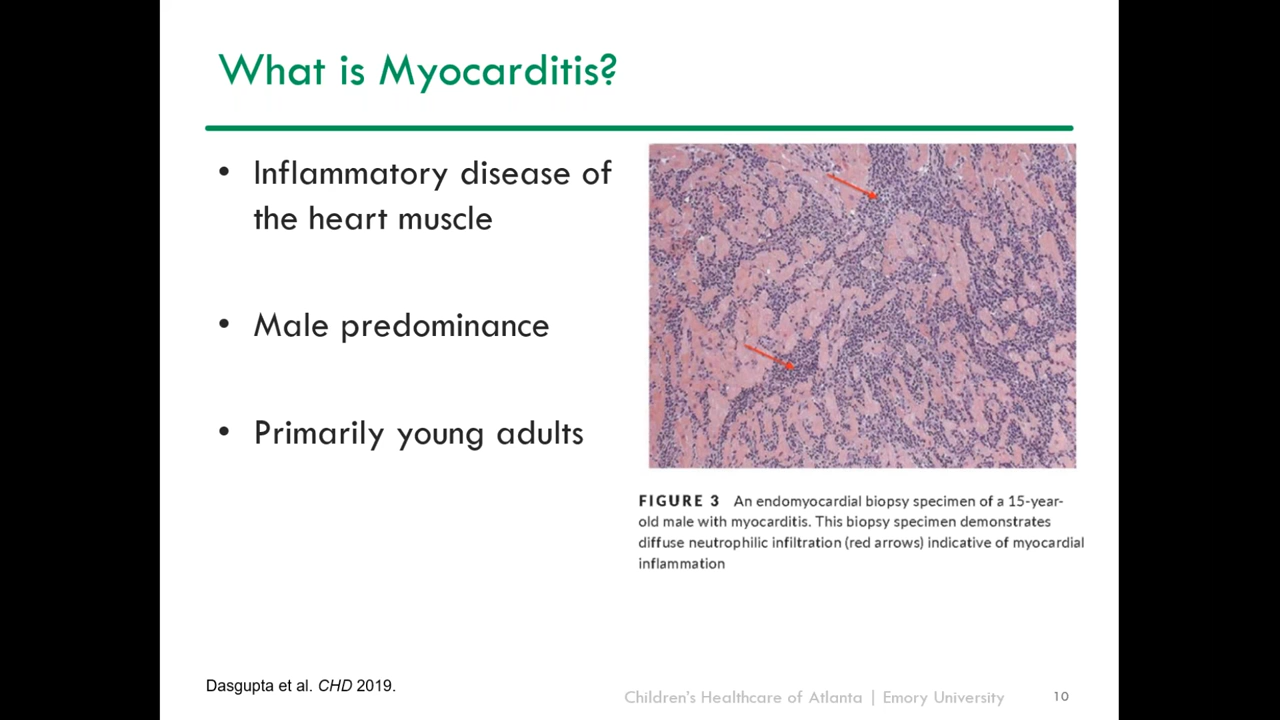 What is Myocarditis?
• Inflammatory disease of
the heart muscle
• Male predominance
• Primarily young adults
FIGURE 3 An endomyocardial biopsy specimen of a 15-year-
old male with myocarditis. This biopsy specimen demonstrates
diffuse neutrophilic infiltration (red arrows) indicative of myocardial
inflammation
Dasgupta et al. CHD 2019.
Children's Healthcare of Atlanta | Emory University
10